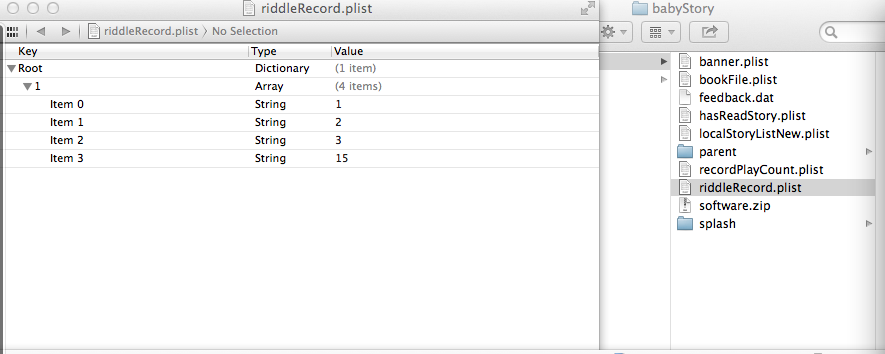 riddleRecord.plist
riddleRecord.plist No Selection
Key Type Value
Root Dictionary (1 item)
1 Array (4 items)
Item 0 String 1
Item 1 String 2
Item 2 String 3
Item 3 String 15
babyStory
banner.plist
bookFile.plist
feedback.dat
hasReadStory.plist
localStoryListNew.plist
parent
recordPlayCount.plist
riddleRecord.plist
software.zip
splash